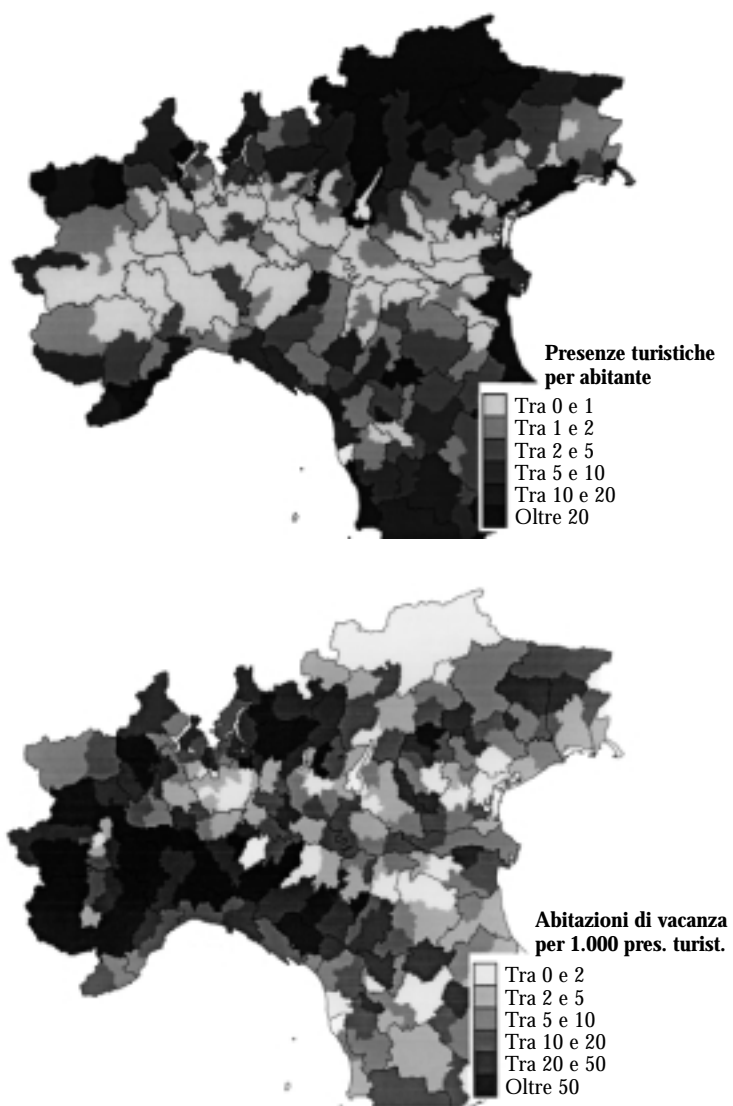 Presenze turistiche
per abitante
Tra 0 e 1
Tra 1 e 2
Tra 2 e 5
Tra 5 e 10
Tra 10 e 20
Oltre 20
Abitazioni di vacanza
per 1.000 pres. turist.
Tra 0 e 2
Tra 2 e 5
Tra 5 e 10
Tra 10 e 20
Tra 20 e 50
Oltre 50